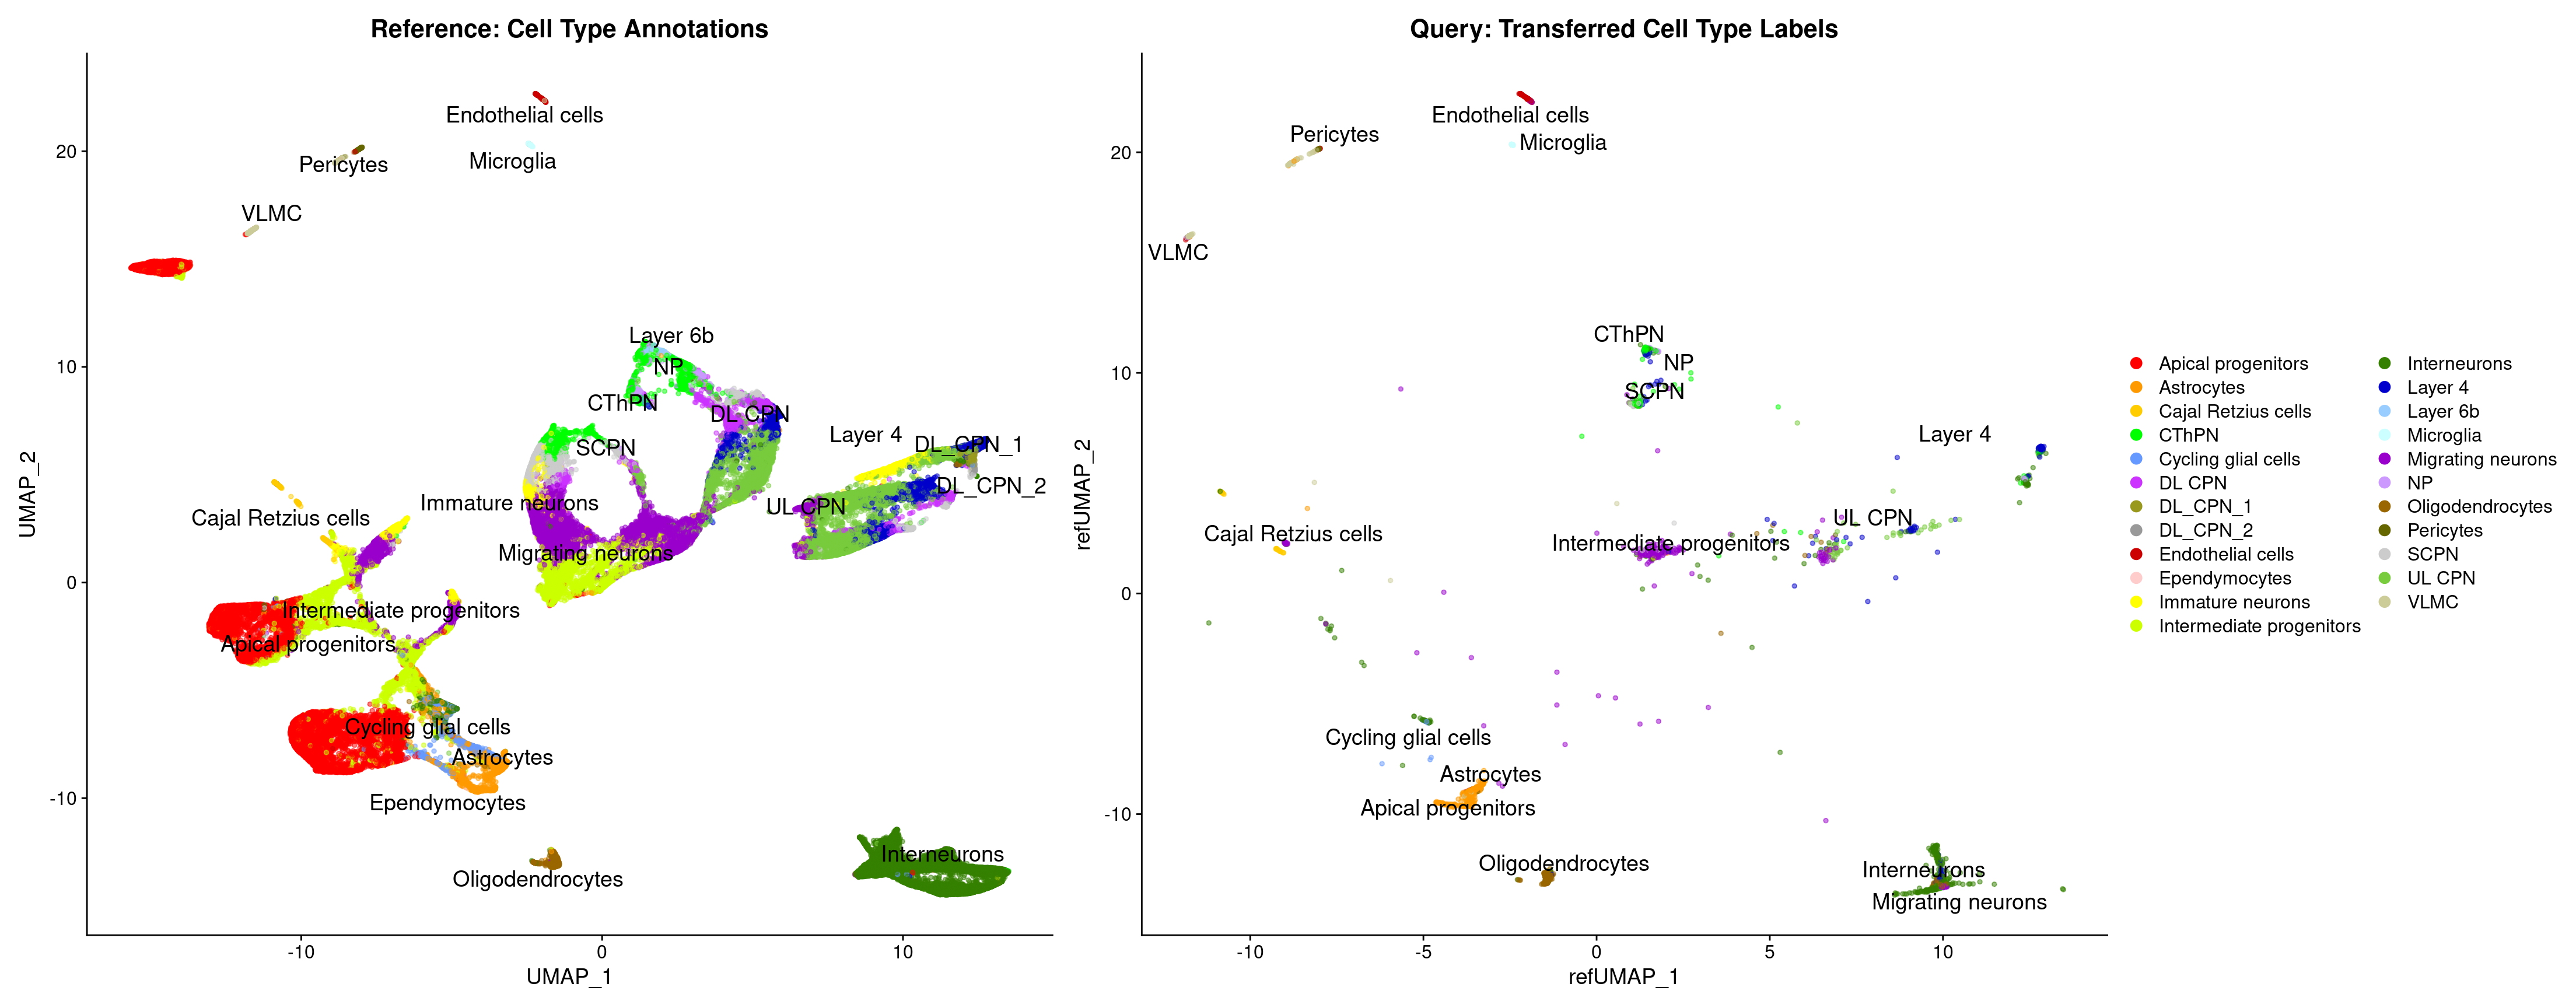 Reference: Cell Type Annotations
Endothelial cells
Microglia
Pericytes
VLMC
Layer 6b
NP
CThPN
DL CPN
SCPN
Layer 4
DL_CPN_1
DL_CPN_2
UL CPN
Immature neurons
Migrating neurons
Cajal Retzius cells
Intermediate progenitors
Apical progenitors
Cycling glial cells
Astrocytes
Ependymocytes
Oligodendrocytes
Interneurons
20
10
0
-10
UMAP_2
-10
0
10
UMAP_1
Query: Transferred Cell Type Labels
Endothelial cells
Pericytes
Microglia
VLMC
CThPN
NP
SCPN
Layer 4
UL CPN
Cajal Retzius cells
Intermediate progenitors
Cycling glial cells
Astrocytes
Apical progenitors
Oligodendrocytes
Interneurons
Migrating neurons
20
10
0
-10
refUMAP_2
-10
-5
0
5
10
refUMAP_1
Apical progenitors
Astrocytes
Cajal Retzius cells
CThPN
Cycling glial cells
DL CPN
DL_CPN_1
DL_CPN_2
Endothelial cells
Ependymocytes
Immature neurons
Intermediate progenitors
Interneurons
Layer 4
Layer 6b
Microglia
Migrating neurons
NP
Oligodendrocytes
Pericytes
SCPN
UL CPN
VLMC